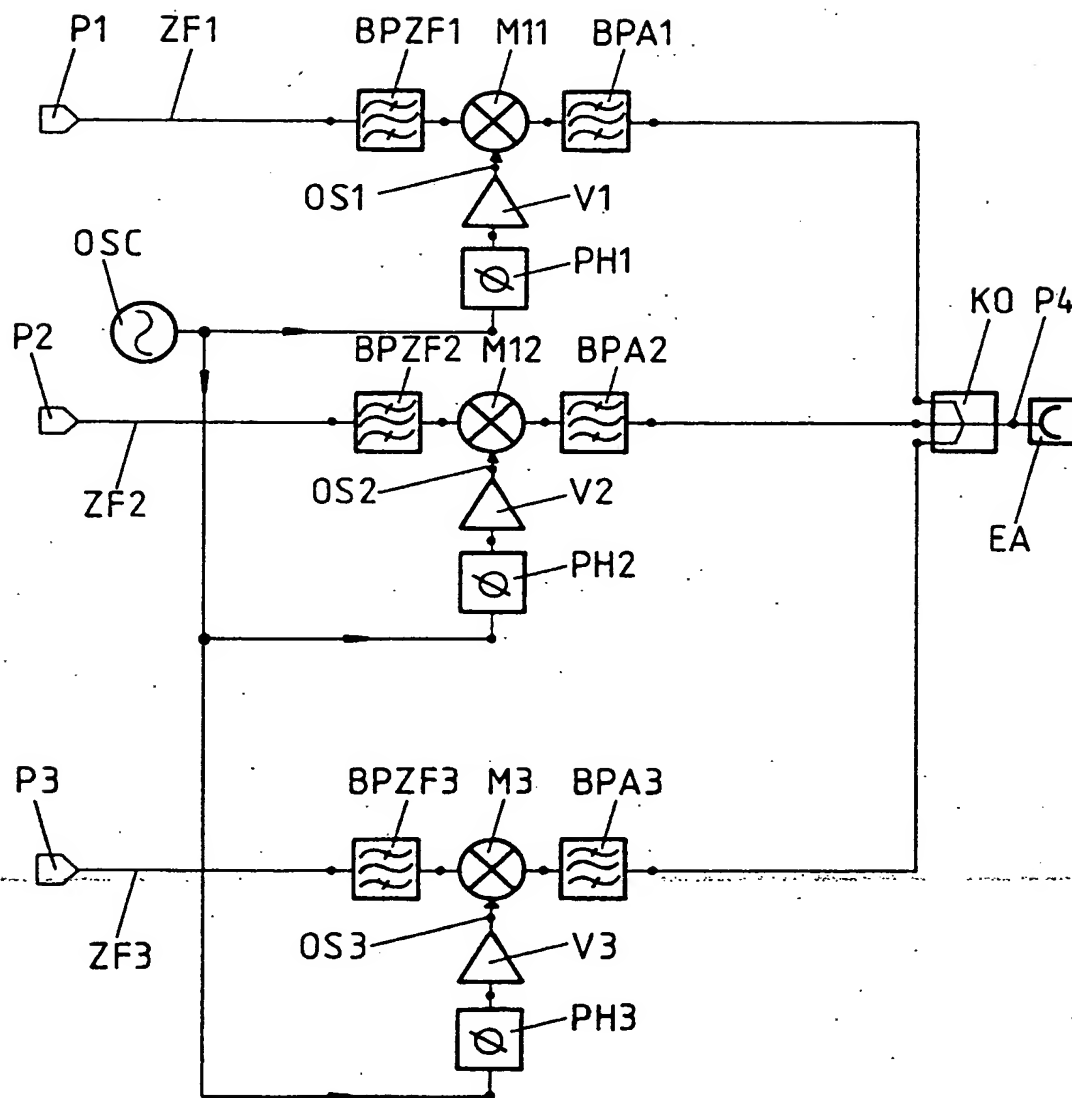 P1 ZF1 BPZF1 M11 BPA1
OS1 V1
OSC PH1
P2 BPZF2 M12 BPA2 KO P4
ZF2 OS2 V2 EA
PH2
P3 BPZF3 M3 BPA3
ZF3 OS3 V3
PH3